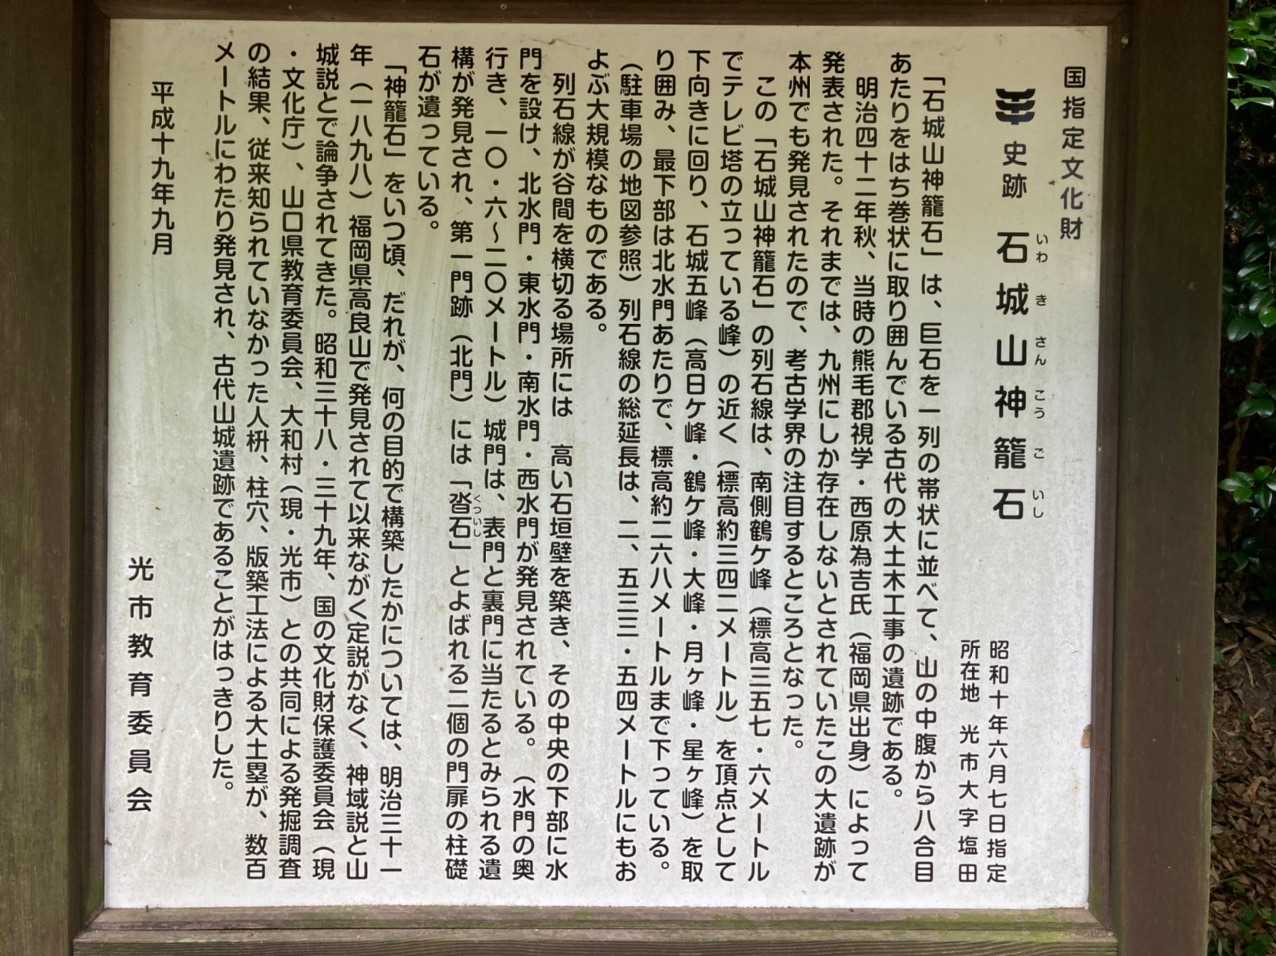 国指定文化財
史跡 石城山神籠石
いわ き さん こう ご いし
昭和十年六月七日指定
所在地 光市大字塩田
「石城山神籠石」は、巨石を一列の帯状に並べて、山の中腹から八合目
あたりをはち巻状に取り囲んでいる古代の大土木工事の遺跡である。
明治四十二年秋、当時の熊毛郡視学・西原為吉氏（福岡県出身）によって
発表された。それまでは、九州にしか存在しないとされていたこの大遺跡が
本州でも発見されたので、考古学界の注目するところとなった。
この「石城山神籠石」の列石線は、南側鶴ヶ峰（標高三五七・六メートル
でテレビ塔の立っている峰）の近く（標高約三四二メートル）を頂点として
下向きに回り、石城五峰（高日ケ峰・鶴ケ峰・大峰・月ケ峰・星ケ峰）を取
り囲み、最下部は北水門あたりで、標高約二六八メートルまで下っている。
（駐車場の地図参照）列石線の総延長は、二、五三三・五四メートルにもお
よぶ大規模なものである。
列石線が谷間を横切る場所には 高い石垣壁を築き、その中央の下部に水
門を設け、北水門・東水門・南水門・西水門が発見されている。（水門の奥
行き、一〇・六～二〇メートル）城門は、表門と裏門に当たるとみられる遺
構が発見され、第一門跡（北門）には「沓石」とよばれる二個の門扉の柱礎
くついし
石が遺っている。
「神籠石」をいつ頃、だれが、何の目的で構築したかについては、明治三十一
年（一八九八）福岡県高良山で発見されて以来なかなか定説がなく、神域説と山
城説とで論争されてきた。昭和三十八・三十九年、国の文化財保護委員会（現
・文化庁）、山口県教育委員会、大和村（現・光市）との共同による発掘調査
の結果、従来知られていなかった人枡、柱穴、版築工法による大土塁が、数百
メートルにわたり発見され、古代山城遺跡であることがはっきりした。
平成十九年九月
光市教育委員会